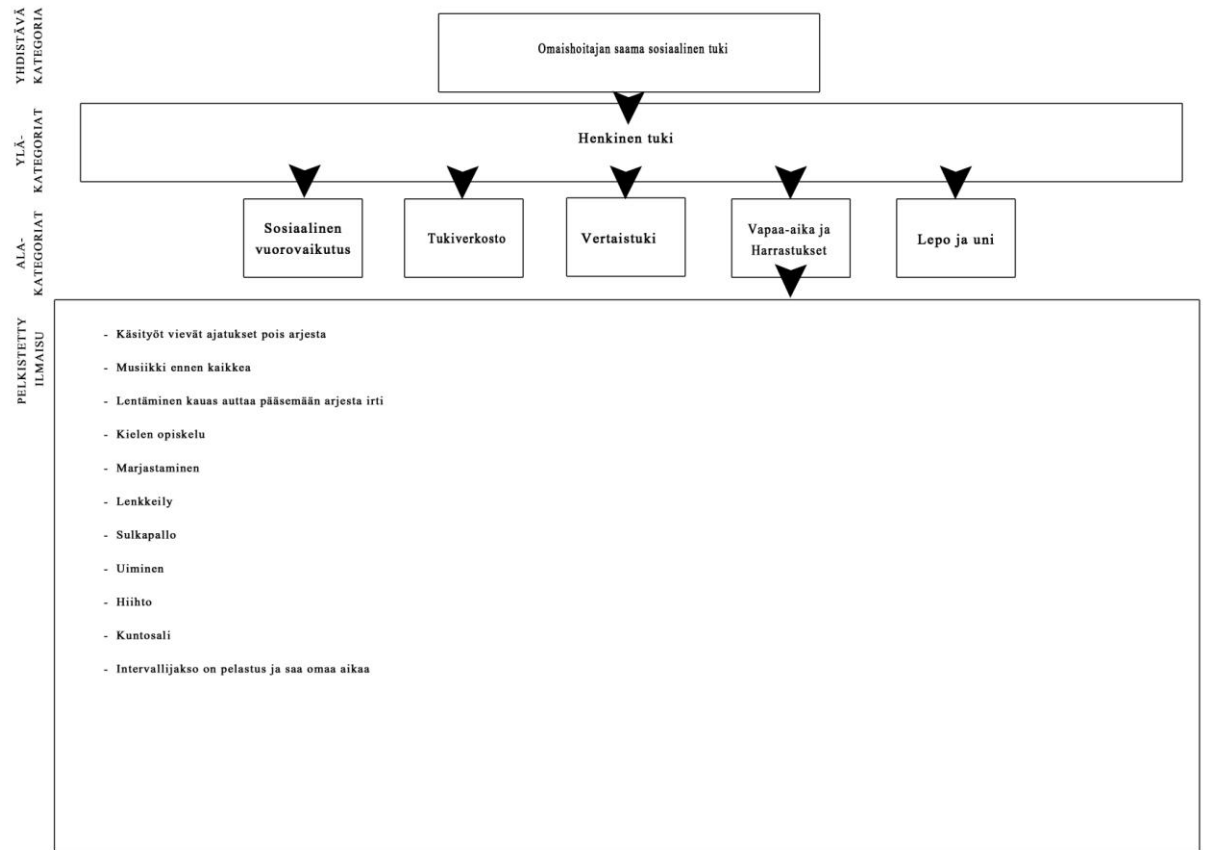 YHDISTÄVÄ
KATEGORIA
Omaishoitajan saama sosiaalinen tuki
YLÄ-
KATEGORIAT
Henkinen tuki
ALA-
KATEGORIAT
Sosiaalinen
vuorovaikutus
Tukiverkosto
Vertaistuki
Vapaa-aika ja
Harrastukset
Lepo ja uni
PELKISTETTY
ILMAISU
- Käsityöt vievät ajatukset pois arjesta
- Musiikki ennen kaikkea
- Lentäminen kauas auttaa pääsemään arjesta irti
- Kielen opiskelu
- Marjastaminen
- Lenkkeily
- Sulkapallo
- Uiminen
- Hiihto
- Kuntosali
- Intervallijakso on pelastus ja saa omaa aikaa